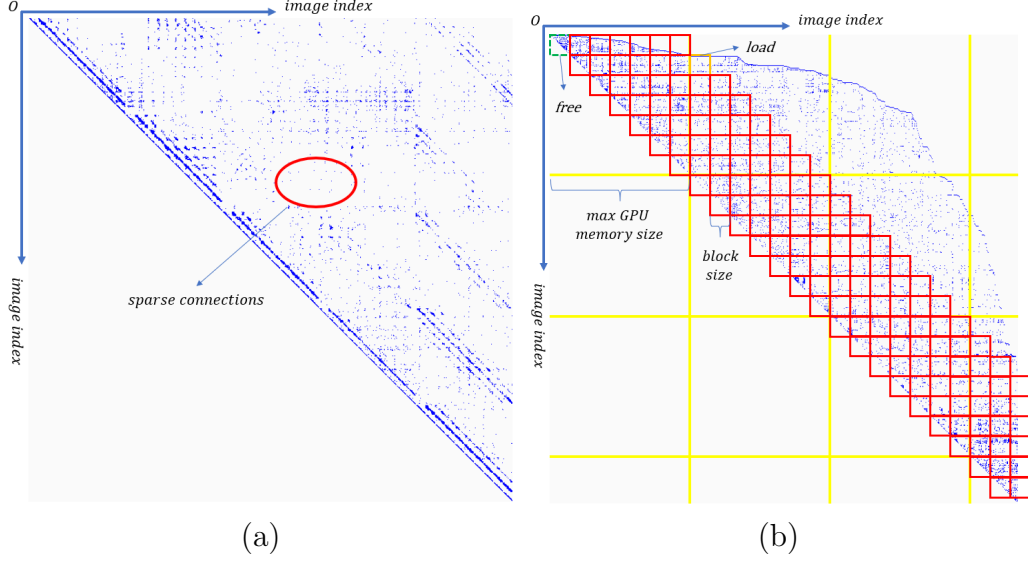 O
image index
image index
sparse connections
(a)
O
image index
load
free
max GPU
memory size
block
size
image index
(b)